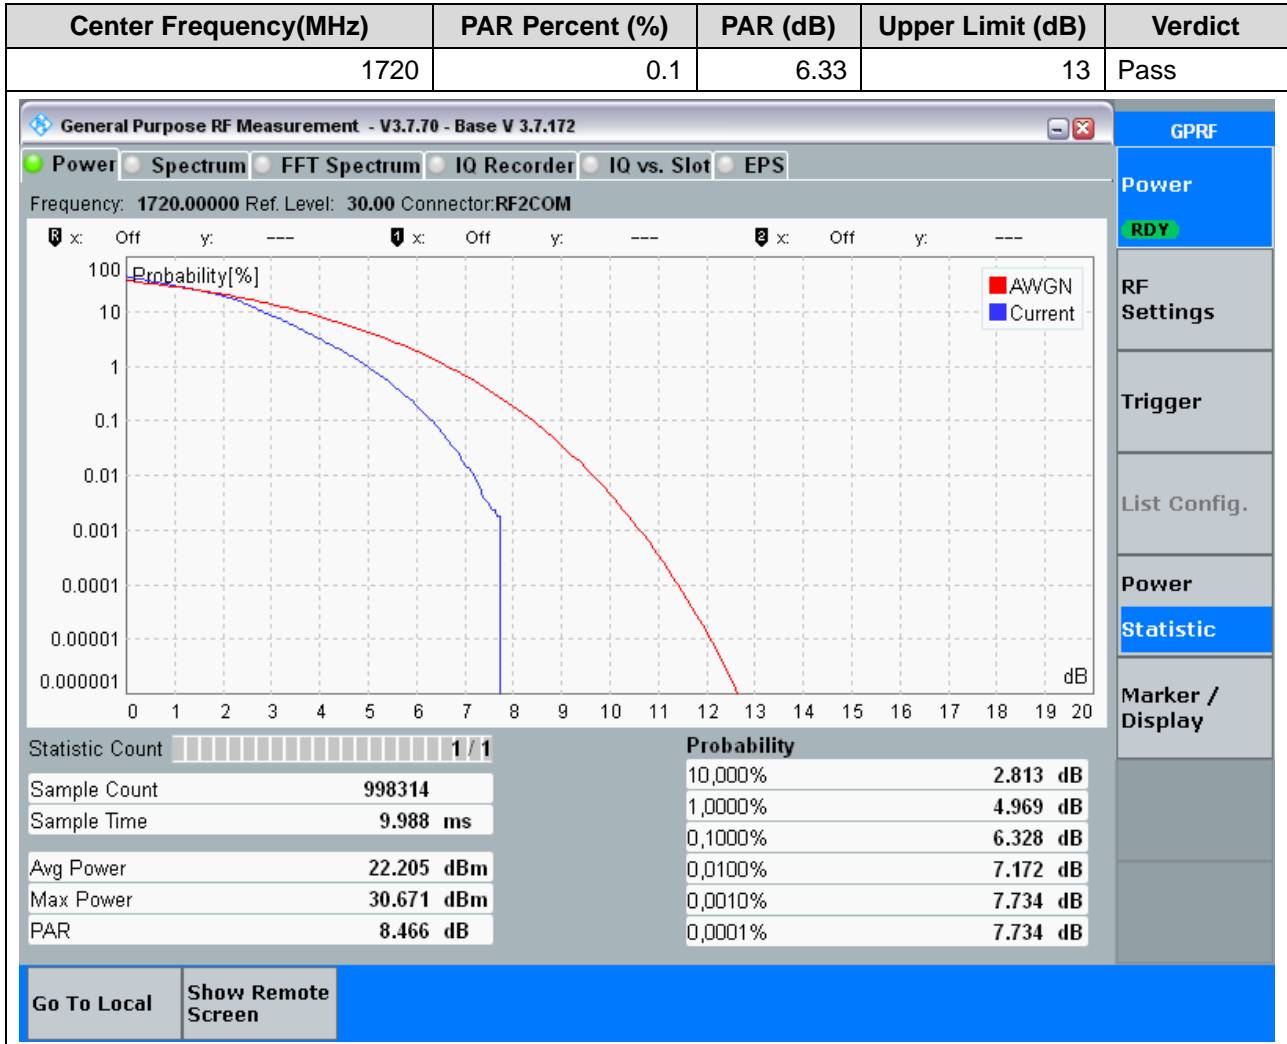 Center Frequency(MHz) PAR Percent (%) PAR (dB) Upper Limit (dB) Verdict
1720 0.1 6.33 13 Pass
General Purpose RF Measurement - V3.7.70 - Base V 3.7.172
GPRF
Power Spectrum FFT Spectrum IQ Recorder IQ vs. Slot EPS
Frequency: 1720.00000 Ref. Level: 30.00 Connector:RF2COM
R x: Off y: --- 1 x: Off y: --- 2 x: Off y: ---
Probability[%]
AWGN
Current
100
10
1
0.1
0.01
0.001
0.0001
0.00001
0.000001
dB
0 1 2 3 4 5 6 7 8 9 10 11 12 13 14 15 16 17 18 19 20
Statistic Count 1 / 1
Sample Count 998314
Sample Time 9.988 ms
Avg Power 22.205 dBm
Max Power 30.671 dBm
PAR 8.466 dB
Probability
10,000% 2.813 dB
1,0000% 4.969 dB
0,1000% 6.328 dB
0,0100% 7.172 dB
0,0010% 7.734 dB
0,0001% 7.734 dB
Power
RDY
RF
Settings
Trigger
List Config.
Power
Statistic
Marker /
Display
Go To Local
Show Remote
Screen